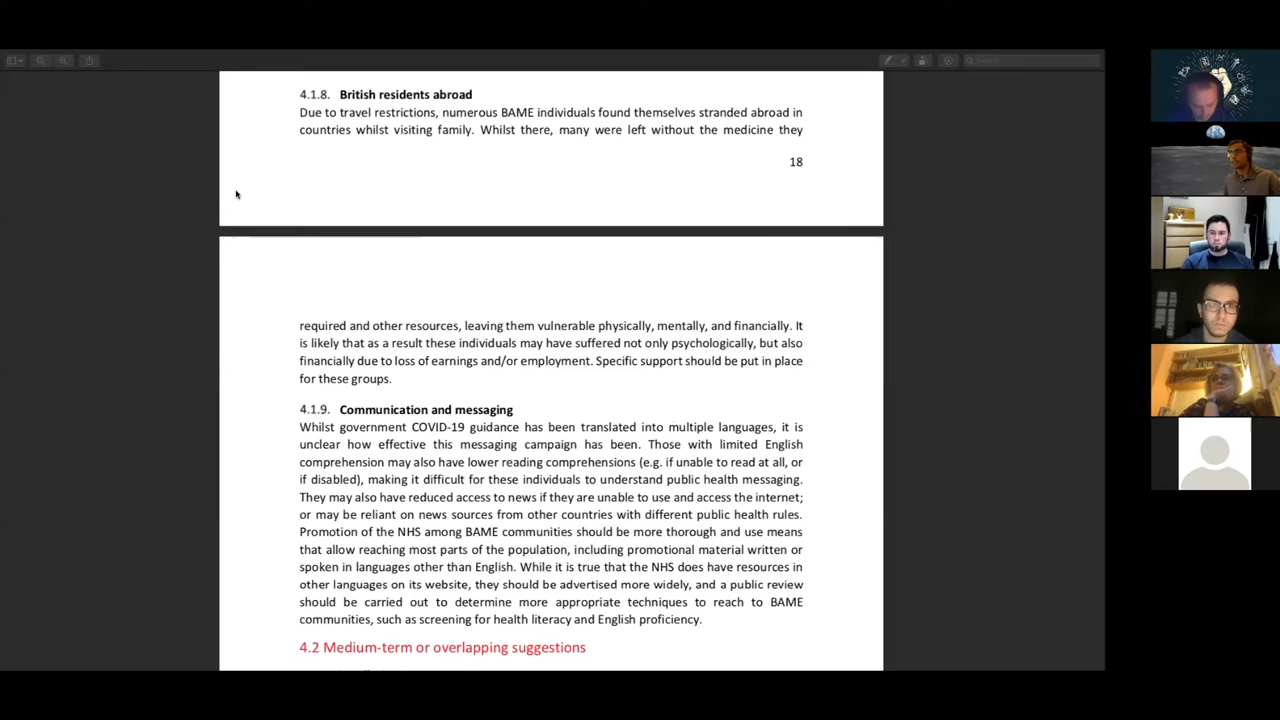 Search
4.1.8. British residents abroad
Due to travel restrictions, numerous BAME individuals found themselves stranded abroad in
countries whilst visiting family. Whilst there, many were left without the medicine they
18
required and other resources, leaving them vulnerable physically, mentally, and financially. It
is likely that as a result these individuals may have suffered not only psychologically, but also
financially due to loss of earnings and/or employment. Specific support should be put in place
for these groups.
4.1.9. Communication and messaging
Whilst government COVID-19 guidance has been translated into multiple languages, it is
unclear how effective this messaging campaign has been. Those with limited English
comprehension may also have lower reading comprehensions (e.g. if unable to read at all, or
if disabled), making it difficult for these individuals to understand public health messaging.
They may also have reduced access to news if they are unable to use and access the internet;
or may be reliant on news sources from other countries with different public health rules.
Promotion of the NHS among BAME communities should be more thorough and use means
that allow reaching most parts of the population, including promotional material written or
spoken in languages other than English. While it is true that the NHS does have resources in
other languages on its website, they should be advertised more widely, and a public review
should be carried out to determine more appropriate techniques to reach to BAME
communities, such as screening for health literacy and English proficiency.
4.2 Medium-term or overlapping suggestions